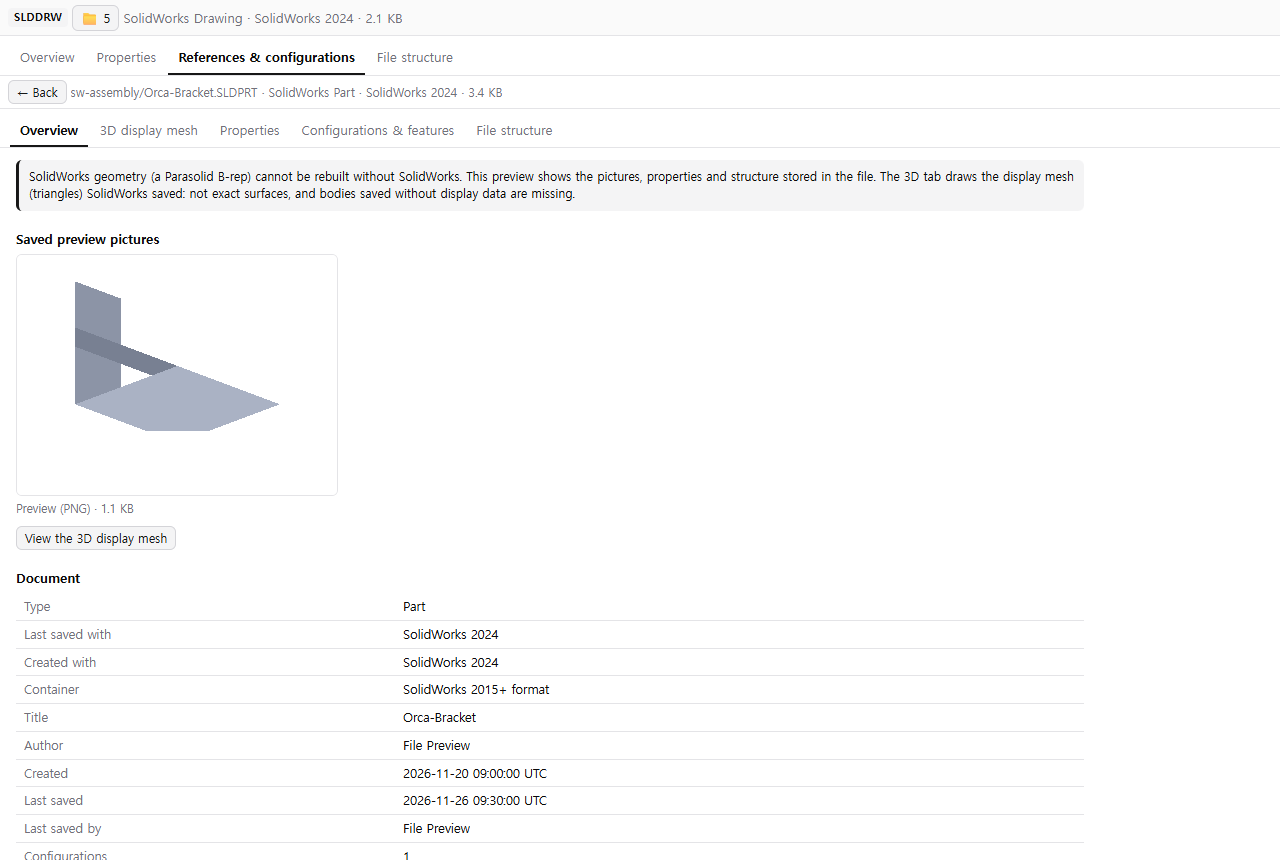 SLDDRW 5 SolidWorks Drawing · SolidWorks 2024 · 2.1 KB
Overview Properties References & configurations File structure
← Back sw-assembly/Orca-Bracket.SLDPRT · SolidWorks Part · SolidWorks 2024 · 3.4 KB
Overview 3D display mesh Properties Configurations & features File structure
SolidWorks geometry (a Parasolid B-rep) cannot be rebuilt without SolidWorks. This preview shows the pictures, properties and structure stored in the file. The 3D tab draws the display mesh
(triangles) SolidWorks saved: not exact surfaces, and bodies saved without display data are missing.
Saved preview pictures
Preview (PNG) · 1.1 KB
View the 3D display mesh
Document
Type Part
Last saved with SolidWorks 2024
Created with SolidWorks 2024
Container SolidWorks 2015+ format
Title Orca-Bracket
Author File Preview
Created 2026-11-20 09:00:00 UTC
Last saved 2026-11-26 09:30:00 UTC
Last saved by File Preview
Configurations 1